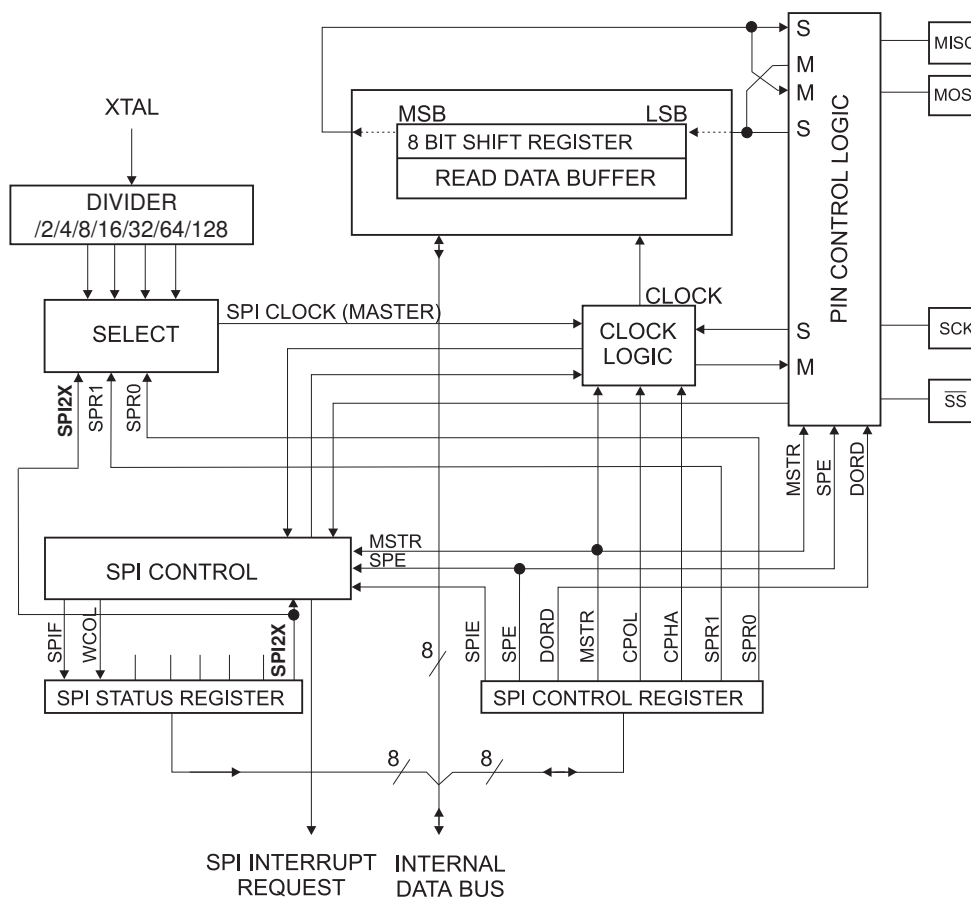 S
MISO
M
XTAL
MSB
LSB
M
MOSI
8 BIT SHIFT REGISTER
S
READ DATA BUFFER
DIVIDER
/2/4/8/16/32/64/128
PIN CONTROL LOGIC
SPI CLOCK (MASTER)
CLOCK
SELECT
CLOCK
LOGIC
S
SCK
M
SPI2X
SPR1
SPR0
SS
MSTR
SPE
DORD
MSTR
SPE
SPI CONTROL
SPIF
WCOL
SPI2X
8
SPIE
SPE
DORD
MSTR
CPOL
CPHA
SPR1
SPR0
SPI STATUS REGISTER
SPI CONTROL REGISTER
8
8
SPI INTERRUPT
REQUEST
INTERNAL
DATA BUS